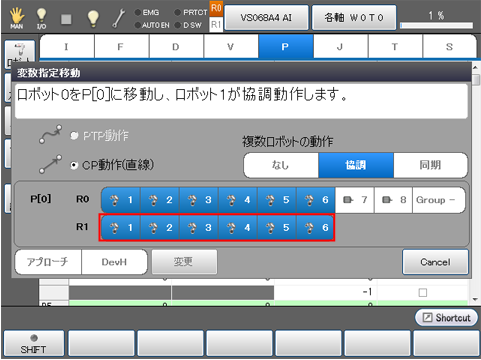 MAN
I/O
EMG
AUTO EN
PRTCT
D SW
R0
R1
VS068A4 AI
各軸 W0T0
1 %
I F D V P J T S
変数指定移動
ロボット0をP[0]に移動し、ロボット1が協調動作します。
PTP動作
CP動作(直線)
複数ロボットの動作
なし 協調 同期
P[0] R0 1 2 3 4 5 6 7 8 Group -
R1 1 2 3 4 5 6
アプローチ DevH 変更 Cancel
-1
Shortcut
SHIFT